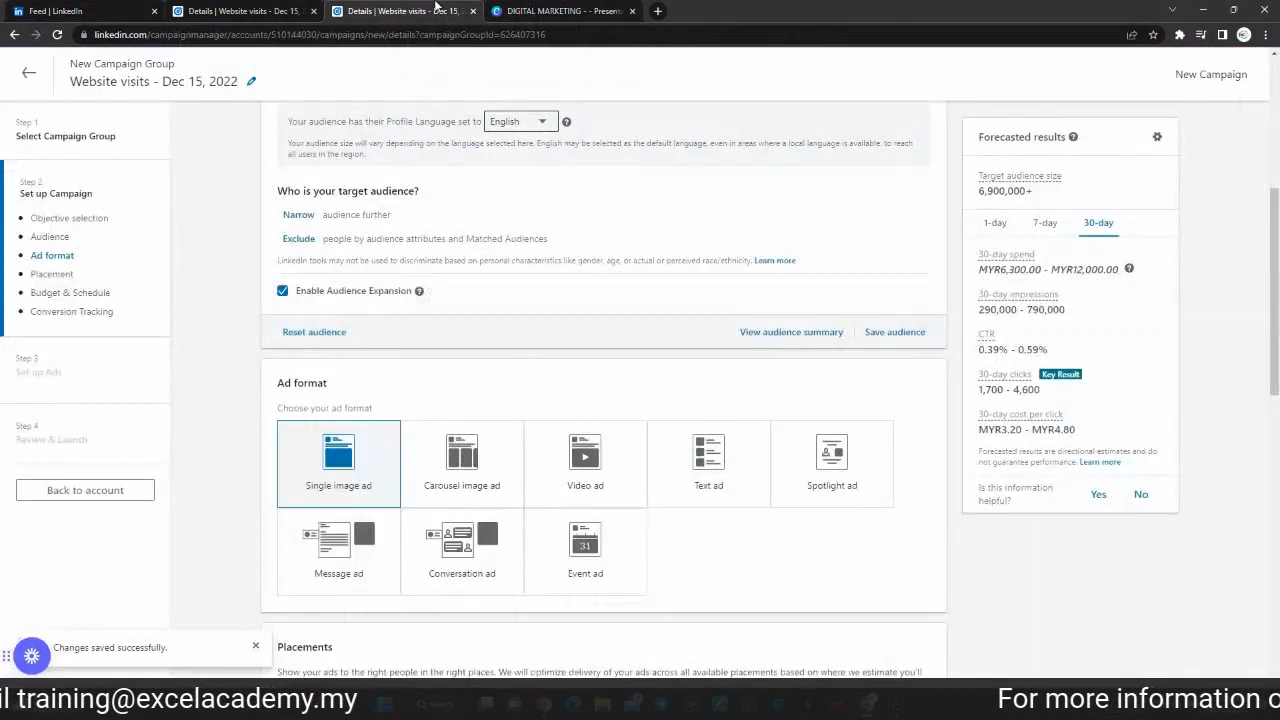 Feed | LinkedIn
Details | Website visits - Dec 15,
Details | Website visits - Dec 15,
DIGITAL MARKETING - - Present
linkedin.com/campaignmanager/accounts/510144030/campaigns/new/details?campaignGroupId=626407316
New Campaign Group
Website visits - Dec 15, 2022
New Campaign
Step 1
Select Campaign Group
Step 2
Set up Campaign
Objective selection
Audience
Ad format
Placement
Budget & Schedule
Conversion Tracking
Step 3
Set up Ads
Step 4
Review & Launch
Back to account
Your audience has their Profile Language set to English
Your audience size will vary depending on the language selected here. English may be selected as the default language, even in areas where a local language is available, to reach
all users in the region.
Who is your target audience?
Narrow audience further
Exclude people by audience attributes and Matched Audiences
LinkedIn tools may not be used to discriminate based on personal characteristics like gender, age, or actual or perceived race/ethnicity. Learn more
Enable Audience Expansion
Reset audience
View audience summary
Save audience
Ad format
Choose your ad format
Single image ad
Carousel image ad
Video ad
Text ad
Spotlight ad
Message ad
Conversation ad
31
Event ad
Placements
Show your ads to the right people in the right places. We will optimize delivery of your ads across all available placements based on where we estimate you'll
Forecasted results
Target audience size
6,900,000+
1-day
7-day
30-day
30-day spend
MYR6,300.00 - MYR12,000.00
30-day impressions
290,000 - 790,000
CTR
0.39% - 0.59%
30-day clicks Key Result
1,700 - 4,600
30-day cost per click
MYR3.20 - MYR4.80
Forecasted results are directional estimates and do
not guarantee performance. Learn more
Is this information
helpful?
Yes
No
Changes saved successfully.
il training@excelacademy.my
For more information c
Search